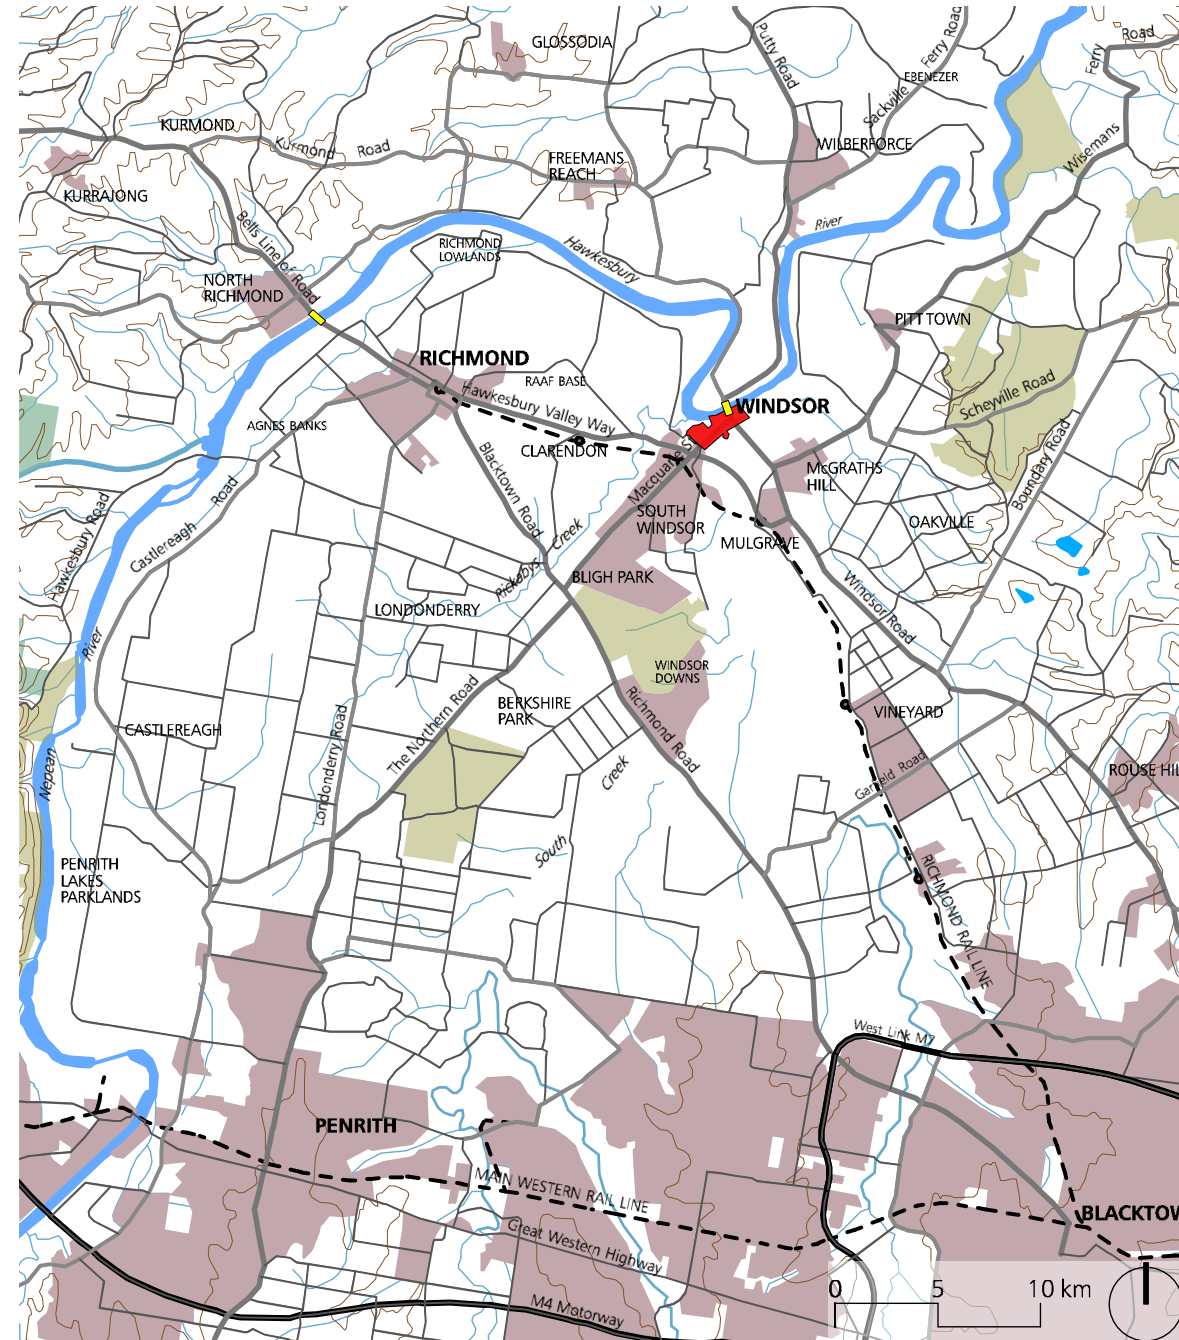 GLOSSODIA
Putty Road
Sackville
Ferry Road
EBENEZER
Ferry
Road
Wisemans
KURMOND
Kurmond
Road
FREEMANS
REACH
WILBERFORCE
KURRAJONG
Bells Line of Road
RICHMOND
LOWLANDS
Hawkesbury
River
NORTH
RICHMOND
PITT TOWN
RICHMOND
RAAF BASE
Hawkesbury Valley Way
WINDSOR
Scheyville Road
AGNES BANKS
CLARENDON
Blacktown Road
Macquarie St
McGRATHS
HILL
Boundary Road
Hawkesbury Road
Castlereagh
Road
Rickabys
Creek
SOUTH
WINDSOR
MULGRAVE
OAKVILLE
BLIGH PARK
LONDONDERRY
Windsor Road
River
WINDSOR
DOWNS
BERKSHIRE
PARK
Richmond Road
VINEYARD
CASTLEREAGH
Londonderry Road
The Northern Road
Nepean
Creek
South
Garfield Road
ROUSE HIL
PENRITH
LAKES
PARKLANDS
RICHMOND RAIL LINE
West Link M7
PENRITH
MAIN WESTERN RAIL LINE
Great Western Highway
M4 Motorway
BLACKTOW
0
5
10 km